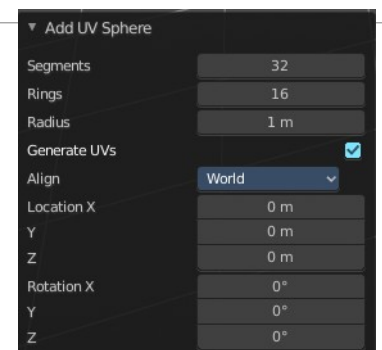 Add UV Sphere
Segments 32
Rings 16
Radius 1 m
Generate UVs
Align World
Location X 0 m
Y 0 m
Z 0 m
Rotation X 0°
Y 0°
Z 0°